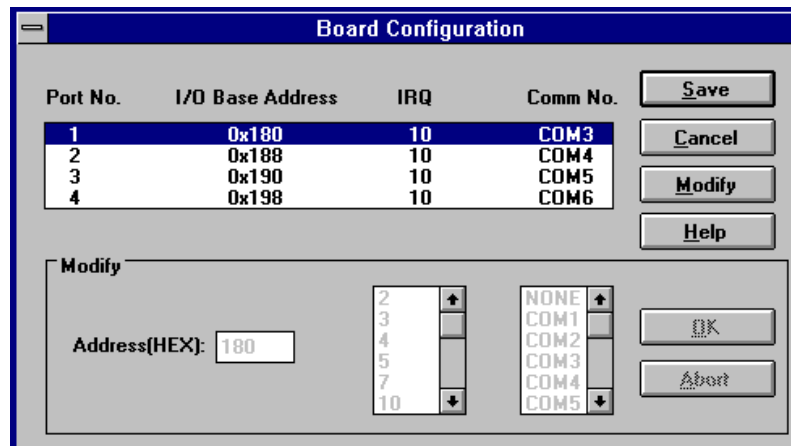 Board Configuration
Port No. I/O Base Address IRQ Comm No.
1 0x180 10 COM3
2 0x188 10 COM4
3 0x190 10 COM5
4 0x198 10 COM6
Save
Cancel
Modify
Help
Modify
Address(HEX): 180
2
3
4
5
7
10
NONE
COM1
COM2
COM3
COM4
COM5
OK
Abort